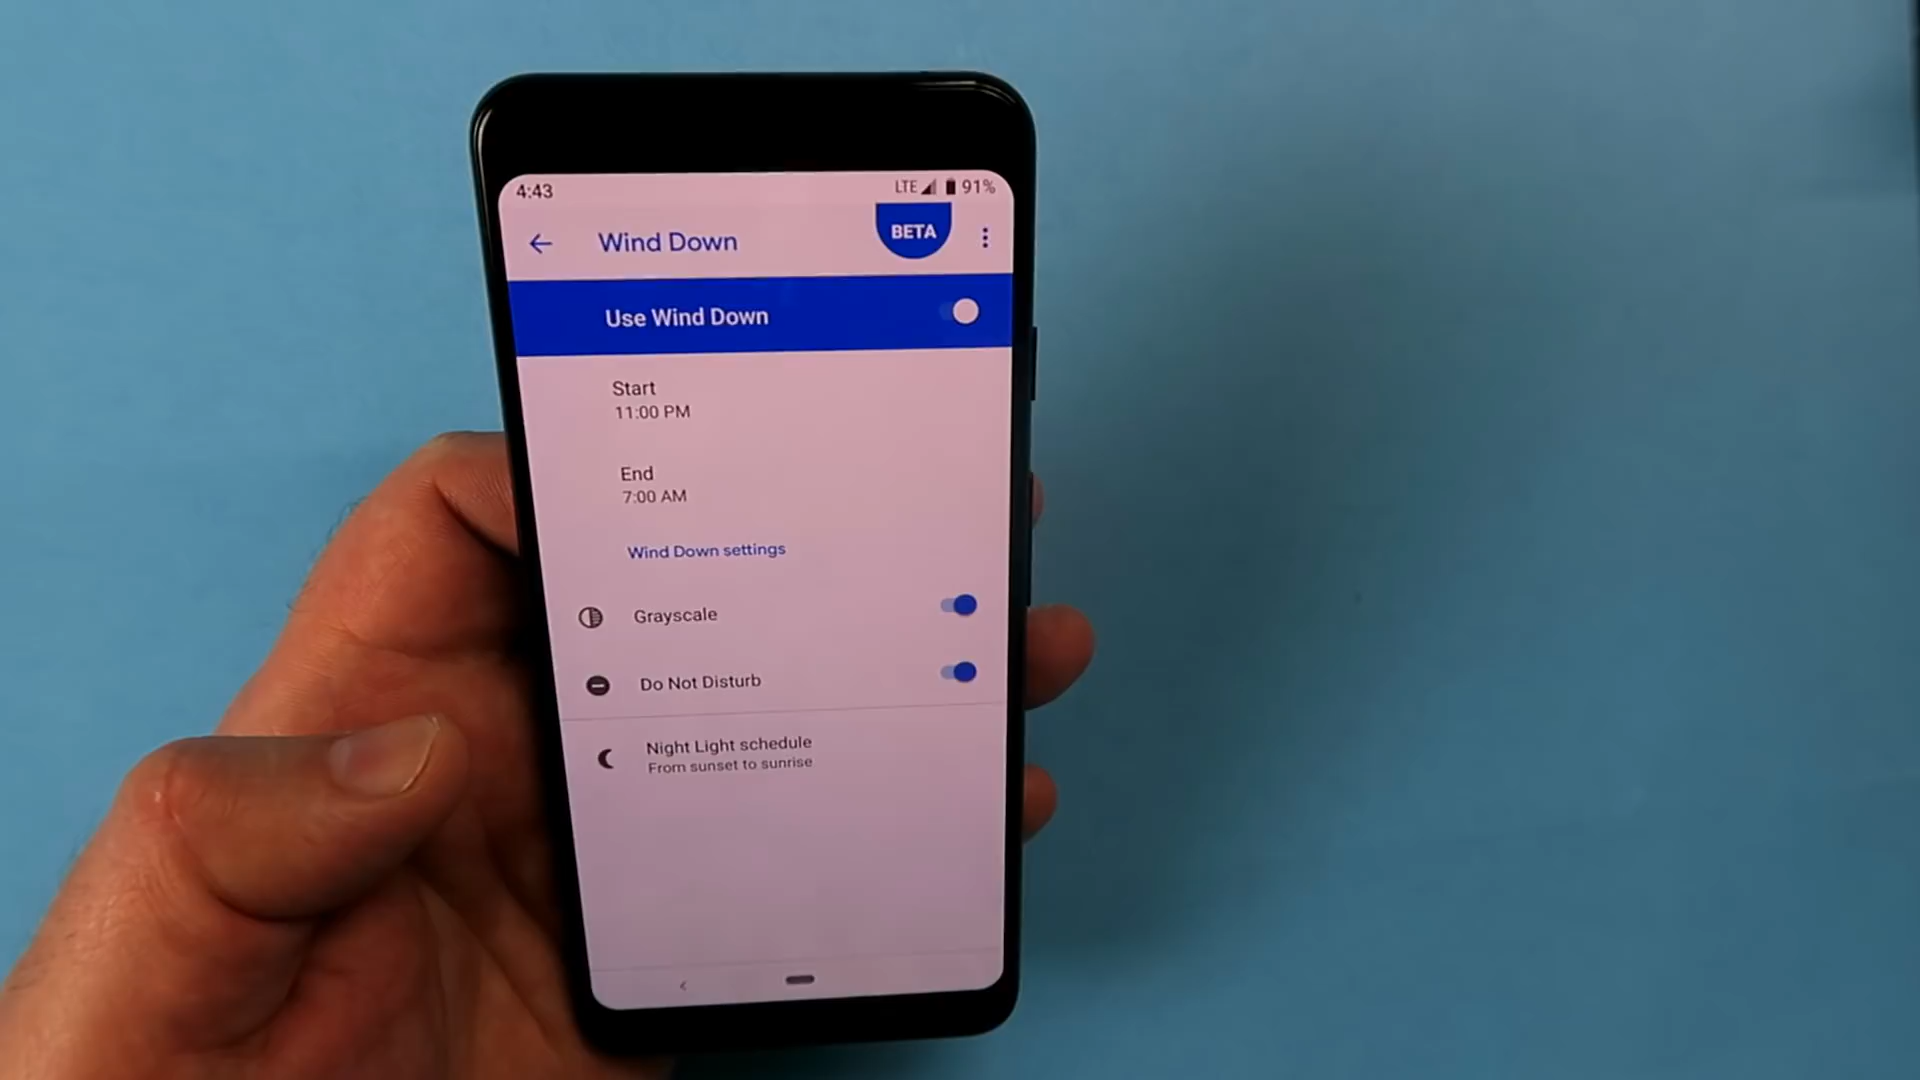 4:43
LTE 91%
Wind Down
BETA
Use Wind Down
Start
11:00 PM
End
7:00 AM
Wind Down settings
Grayscale
Do Not Disturb
Night Light schedule
From sunset to sunrise